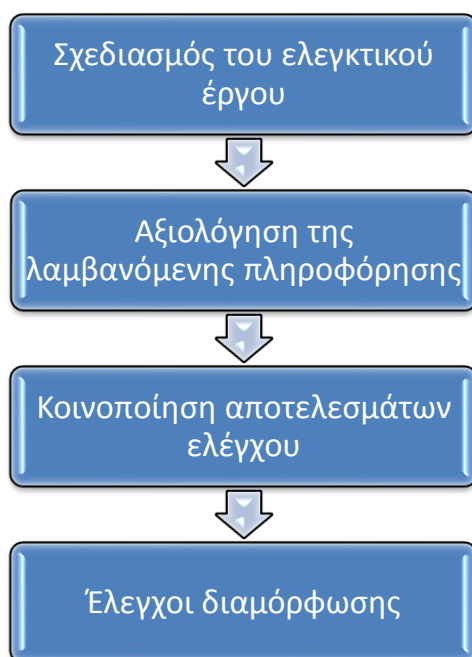 Σχεδιασμός του ελεγκτικού
έργου
Αξιολόγηση της
λαμβανόμενης πληροφόρησης
Κοινοποίηση αποτελεσμάτων
ελέγχου
Έλεγχοι διαμόρφωσης